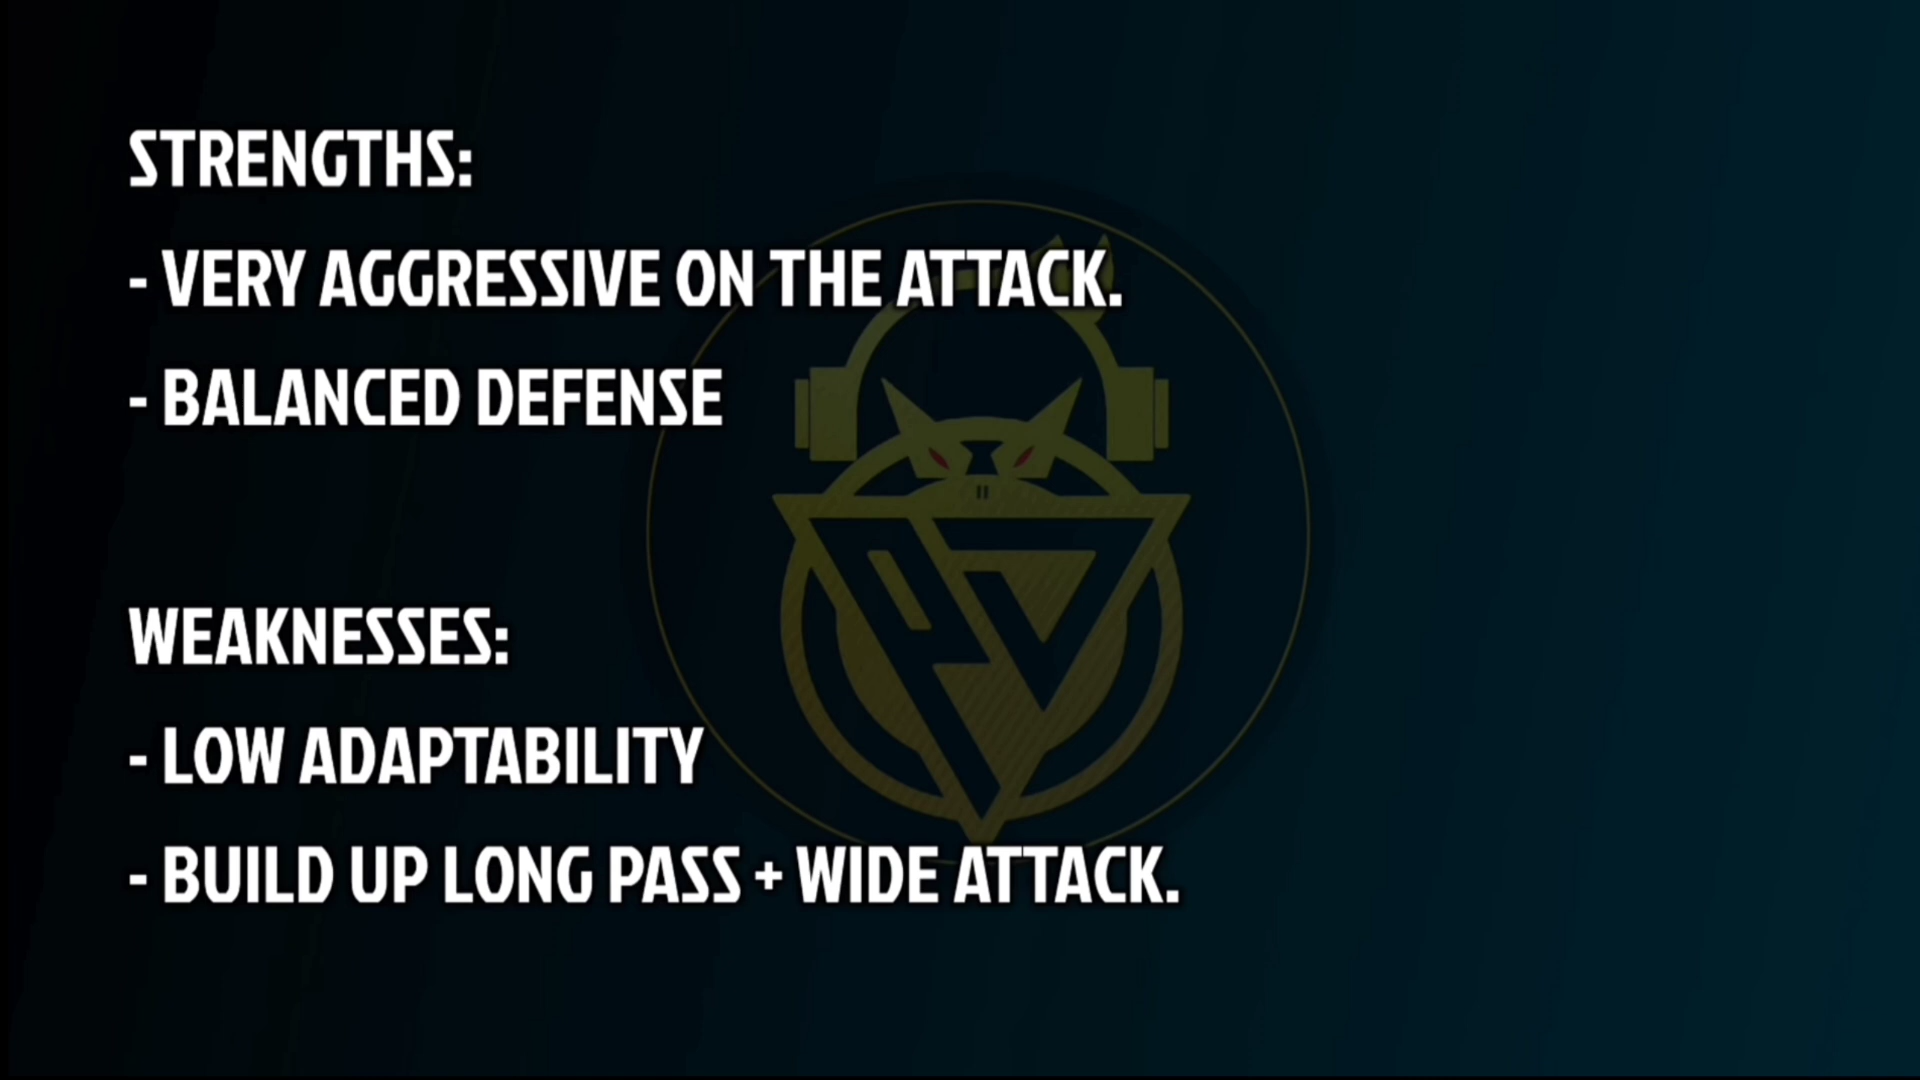 STRENGTHS:
- VERY AGGRESSIVE ON THE ATTACK.
- BALANCED DEFENSE
WEAKNESSES:
- LOW ADAPTABILITY
- BUILD UP LONG PASS + WIDE ATTACK.